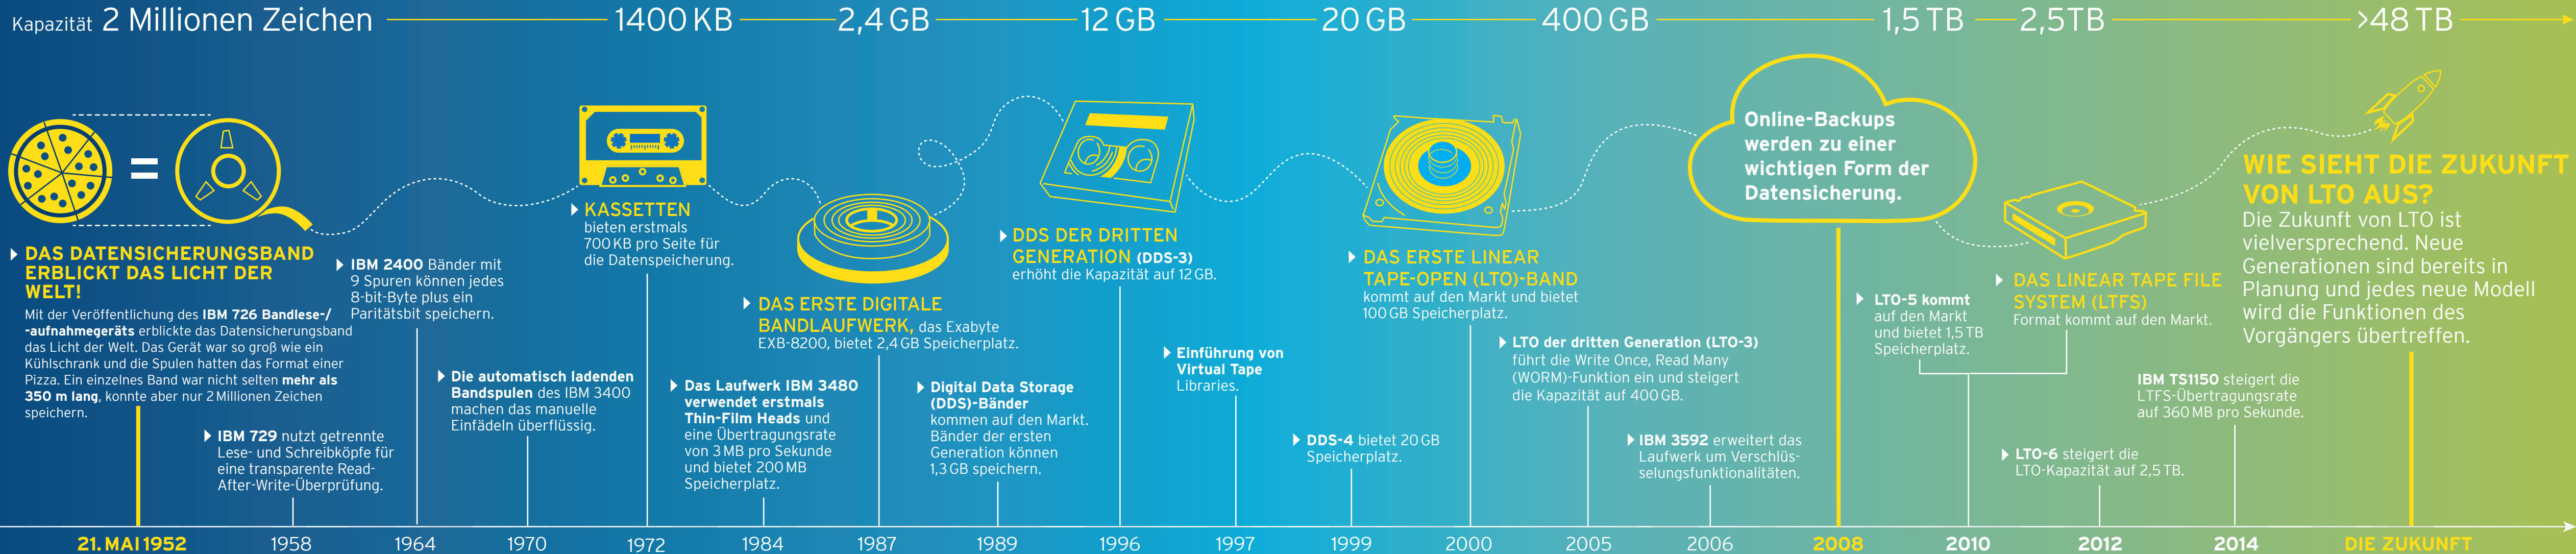 Kapazität 2 Millionen Zeichen 1400 KB 2,4 GB 12 GB 20 GB 400 GB 1,5 TB 2,5TB >48 TB
DAS DATENSICHERUNGSBAND
ERBLICKT DAS LICHT DER
WELT!
Mit der Veröffentlichung des IBM 726 Bandlese-/
-aufnahmegeräts erblickte das Datensicherungsband
das Licht der Welt. Das Gerät war so groß wie ein
Kühlschrank und die Spulen hatten das Format einer
Pizza. Ein einzelnes Band war nicht selten mehr als
350 m lang, konnte aber nur 2 Millionen Zeichen
speichern.
IBM 729 nutzt getrennte
Lese- und Schreibköpfe für
eine transparente Read-
After-Write-Überprüfung.
IBM 2400 Bänder mit
9 Spuren können jedes
8-bit-Byte plus ein
Paritätsbit speichern.
Die automatisch ladenden
Bandspulen des IBM 3400
machen das manuelle
Einfädeln überflüssig.
KASSETTEN
bieten erstmals
700 KB pro Seite für
die Datenspeicherung.
Das Laufwerk IBM 3480
verwendet erstmals
Thin-Film Heads und
eine Übertragungsrate
von 3 MB pro Sekunde
und bietet 200 MB
Speicherplatz.
DAS ERSTE DIGITALE
BANDLAUFWERK, das Exabyte
EXB-8200, bietet 2,4 GB Speicherplatz.
Digital Data Storage
(DDS)-Bänder
kommen auf den Markt.
Bänder der ersten
Generation können
1,3 GB speichern.
DDS DER DRITTEN
GENERATION (DDS-3)
erhöht die Kapazität auf 12 GB.
Einführung von
Virtual Tape
Libraries.
DDS-4 bietet 20 GB
Speicherplatz.
DAS ERSTE LINEAR
TAPE-OPEN (LTO)-BAND
kommt auf den Markt und bietet
100 GB Speicherplatz.
LTO der dritten Generation (LTO-3)
führt die Write Once, Read Many
(WORM)-Funktion ein und steigert
die Kapazität auf 400 GB.
IBM 3592 erweitert das
Laufwerk um Verschlüs-
selungsfunktionalitäten.
Online-Backups
werden zu einer
wichtigen Form der
Datensicherung.
LTO-5 kommt
auf den Markt
und bietet 1,5 TB
Speicherplatz.
DAS LINEAR TAPE FILE
SYSTEM (LTFS)
Format kommt auf den Markt.
LTO-6 steigert die
LTO-Kapazität auf 2,5 TB.
IBM TS1150 steigert die
LTFS-Übertragungsrate
auf 360 MB pro Sekunde.
WIE SIEHT DIE ZUKUNFT
VON LTO AUS?
Die Zukunft von LTO ist
vielversprechend. Neue
Generationen sind bereits in
Planung und jedes neue Modell
wird die Funktionen des
Vorgängers übertreffen.
21. MAI 1952 1958 1964 1970 1972 1984 1987 1989 1996 1997 1999 2000 2005 2006 2008 2010 2012 2014 DIE ZUKUNFT